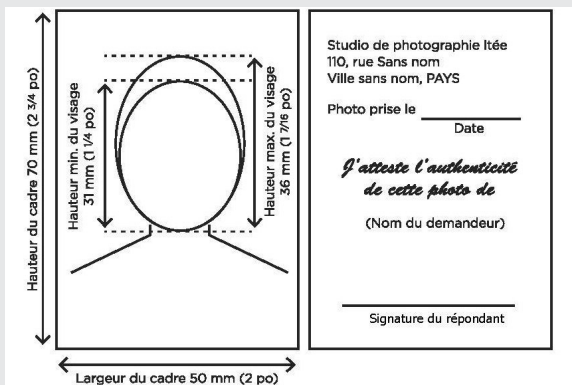 Hauteur du cadre 70 mm (2 3/4 po)
Hauteur min. du visage
31 mm (1 1/4 po)
Hauteur max. du visage
36 mm (1 7/16 po)
Largeur du cadre 50 mm (2 po)
Studio de photographie ltée
110, rue Sans nom
Ville sans nom, PAYS
Photo prise le
Date
J'atteste l'authenticité
de cette photo de
(Nom du demandeur)
Signature du répondant